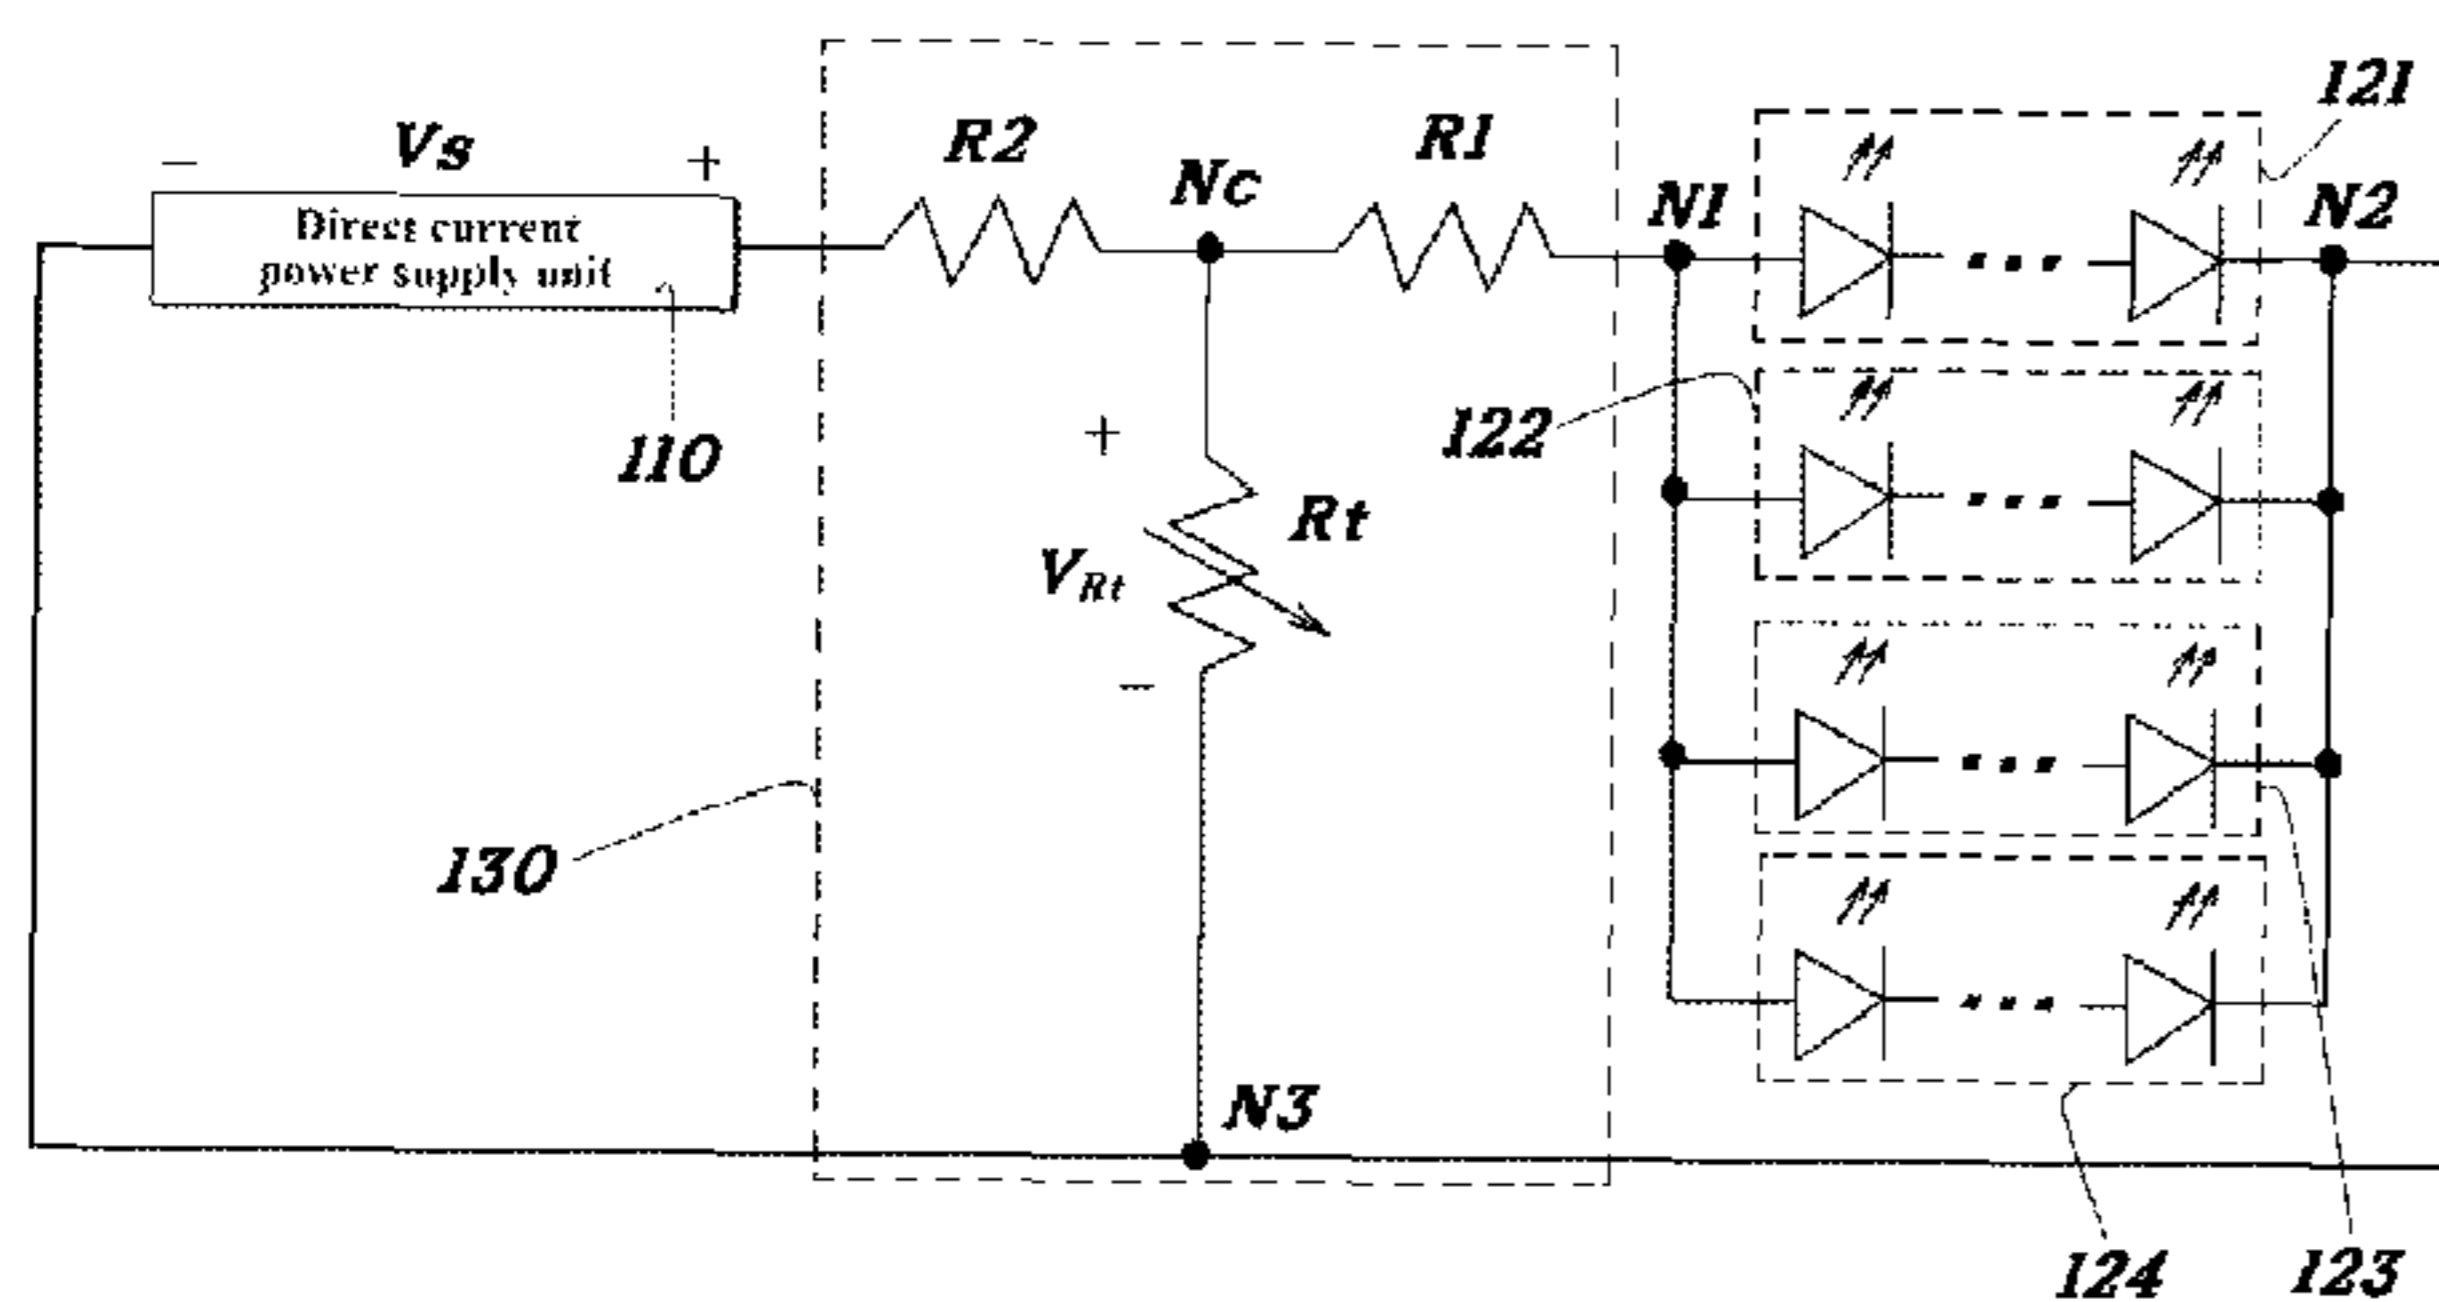 121
− Vs +
R2
Nc
R1
N1
N2
Direct current
power supply unit
110
122
+
Rt
VRt
−
130
N3
124
123